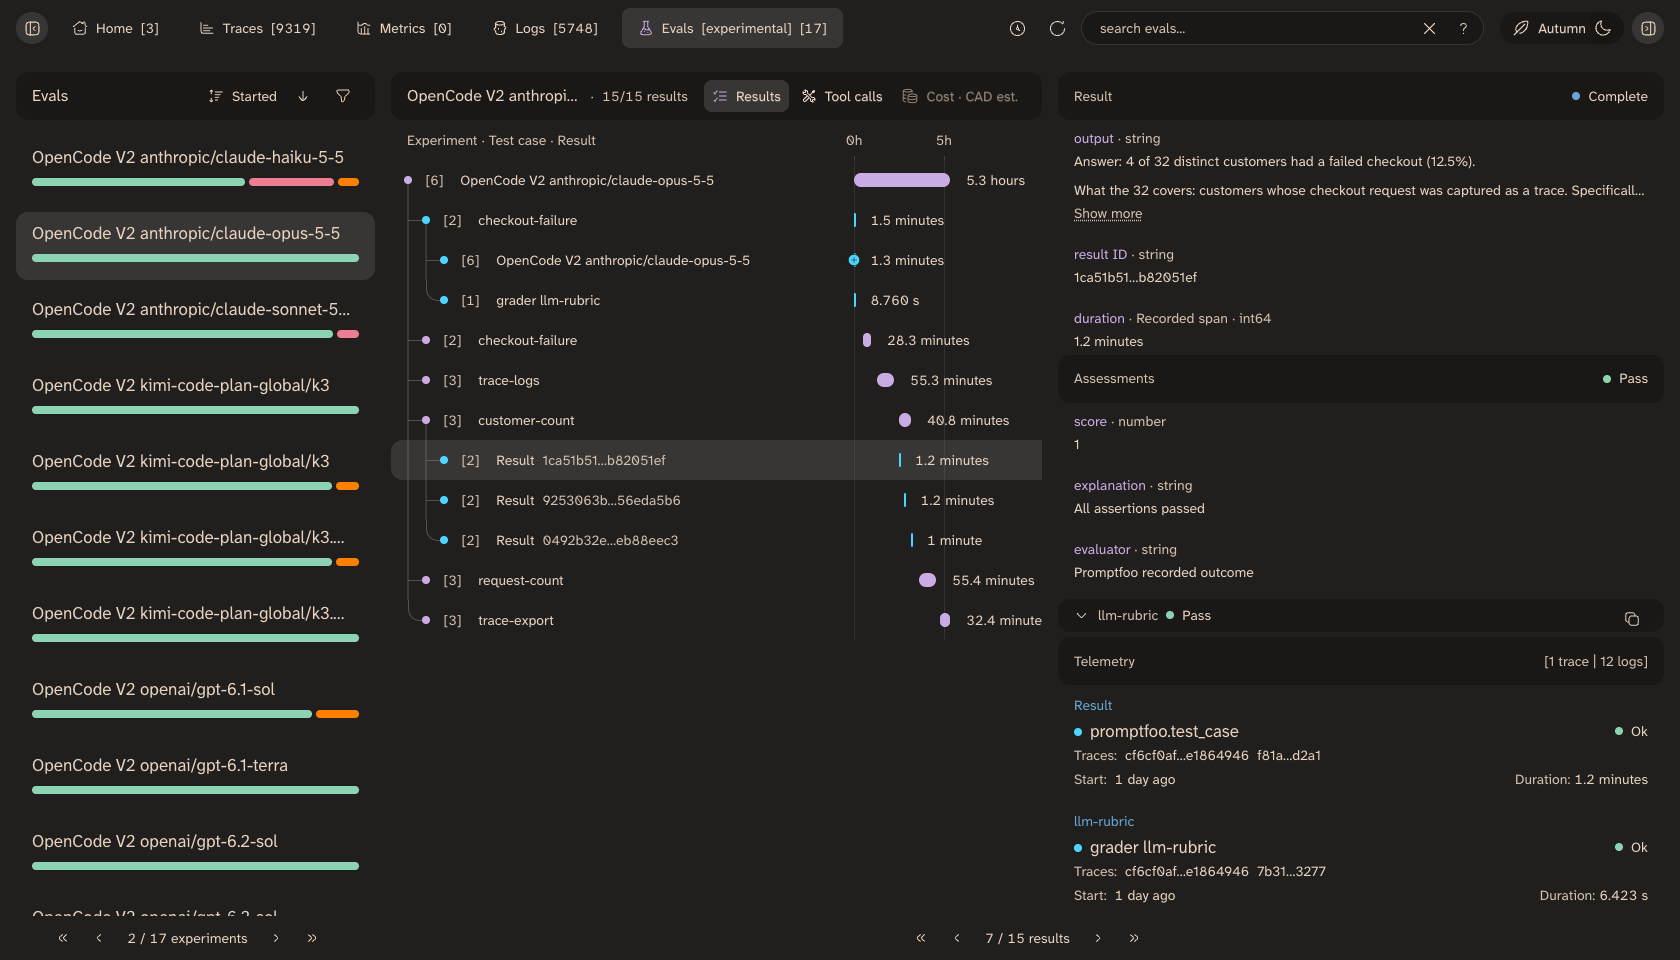 Home [3] Traces [9319] Metrics [0] Logs [5748] Evals [experimental] [17] search evals... ? Autumn
Evals Started
OpenCode V2 anthropic/claude-haiku-5-5
OpenCode V2 anthropic/claude-opus-5-5
OpenCode V2 anthropic/claude-sonnet-5...
OpenCode V2 kimi-code-plan-global/k3
OpenCode V2 kimi-code-plan-global/k3
OpenCode V2 kimi-code-plan-global/k3....
OpenCode V2 kimi-code-plan-global/k3....
OpenCode V2 openai/gpt-6.1-sol
OpenCode V2 openai/gpt-6.1-terra
OpenCode V2 openai/gpt-6.2-sol
OpenCode V2 openai/gpt-6.2-sol
2 / 17 experiments
OpenCode V2 anthropi... · 15/15 results Results Tool calls Cost · CAD est.
Experiment · Test case · Result 0h 5h
[6] OpenCode V2 anthropic/claude-opus-5-5 5.3 hours
[2] checkout-failure 1.5 minutes
[6] OpenCode V2 anthropic/claude-opus-5-5 1.3 minutes
[1] grader llm-rubric 8.760 s
[2] checkout-failure 28.3 minutes
[3] trace-logs 55.3 minutes
[3] customer-count 40.8 minutes
[2] Result 1ca51b51...b82051ef 1.2 minutes
[2] Result 9253063b...56eda5b6 1.2 minutes
[2] Result 0492b32e...eb88eec3 1 minute
[3] request-count 55.4 minutes
[3] trace-export 32.4 minute
7 / 15 results
Result Complete
output · string
Answer: 4 of 32 distinct customers had a failed checkout (12.5%).
What the 32 covers: customers whose checkout request was captured as a trace. Specificall...
Show more
result ID · string
1ca51b51...b82051ef
duration · Recorded span · int64
1.2 minutes
Assessments Pass
score · number
1
explanation · string
All assertions passed
evaluator · string
Promptfoo recorded outcome
llm-rubric Pass
Telemetry [1 trace | 12 logs]
Result
promptfoo.test_case Ok
Traces: cf6cf0af...e1864946 f81a...d2a1
Start: 1 day ago Duration: 1.2 minutes
llm-rubric
grader llm-rubric Ok
Traces: cf6cf0af...e1864946 7b31...3277
Start: 1 day ago Duration: 6.423 s